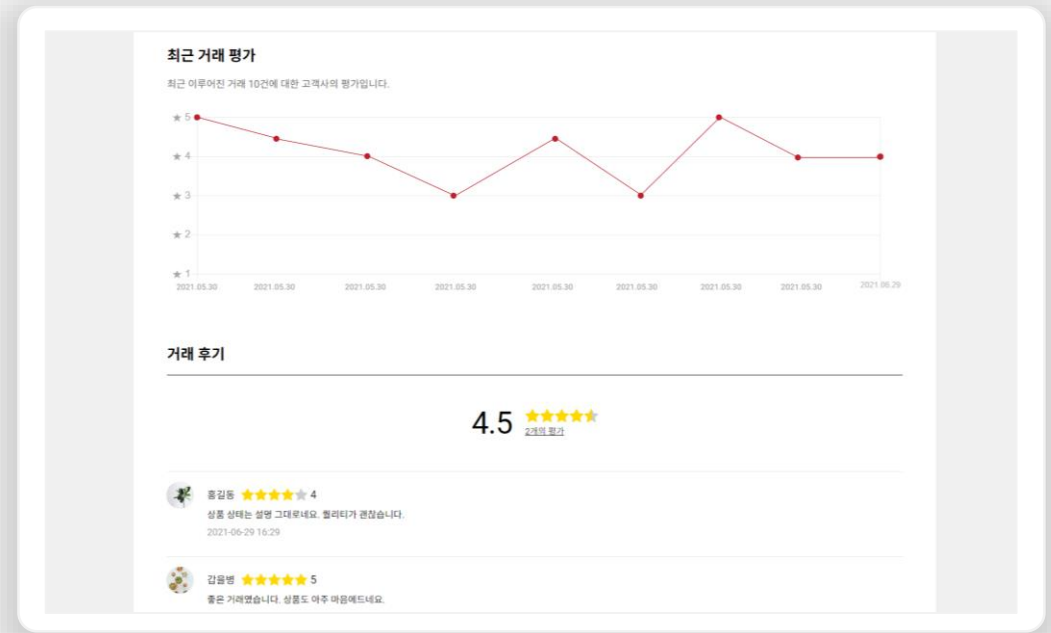 최근 거래 평가
최근 이루어진 거래 10건에 대한 고객사의 평가입니다.
★ 5
★ 4
★ 3
★ 2
★ 1
2021.05.30 2021.05.30 2021.05.30 2021.05.30 2021.05.30 2021.05.30 2021.05.30 2021.05.30 2021.06.29
거래 후기
4.5
2개의 평가
홍길동 4
상품 상태는 설명 그대로네요. 퀄리티가 괜찮습니다.
2021-06-29 16:29
갑을병 5
좋은 거래였습니다. 상품도 아주 마음에드네요.